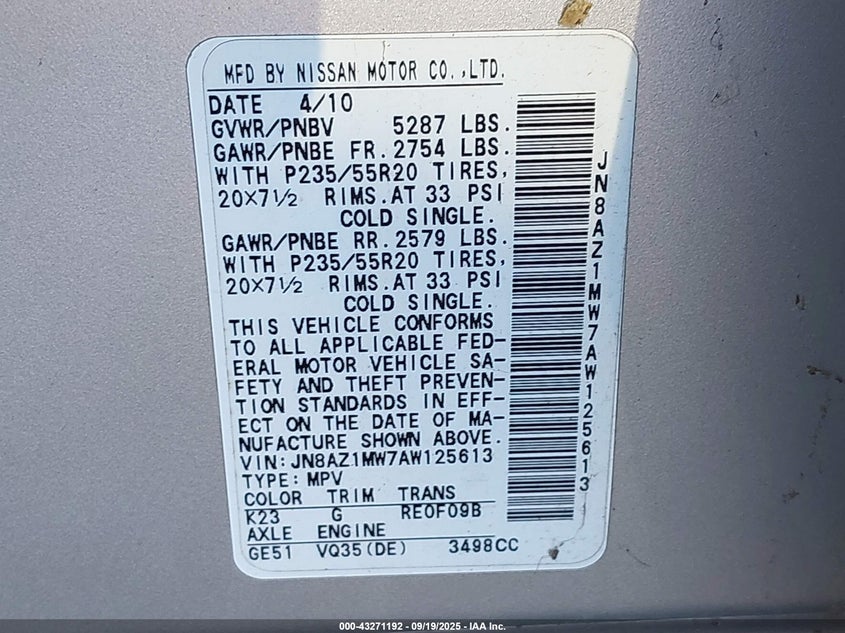 MFD BY NISSAN MOTOR CO.,LTD.
DATE 4/10
GVWR/PNBV 5287 LBS.
GAWR/PNBE FR. 2754 LBS.
WITH P235/55R20 TIRES,
20×7½ RIMS. AT 33 PSI
COLD SINGLE.
GAWR/PNBE RR. 2579 LBS.
WITH P235/55R20 TIRES,
20×7½ RIMS. AT 33 PSI
COLD SINGLE.
THIS VEHICLE CONFORMS
TO ALL APPLICABLE FED-
ERAL MOTOR VEHICLE SA-
FETY AND THEFT PREVEN-
TION STANDARDS IN EFF-
ECT ON THE DATE OF MA-
NUFACTURE SHOWN ABOVE.
VIN: JN8AZ1MW7AW125613
TYPE: MPV
COLOR TRIM TRANS
K23 G RE0F09B
AXLE ENGINE
GE51 VQ35(DE) 3498CC
JN8AZ1MW7AW125613
000-43271192 - 09/19/2025 - IAA Inc.